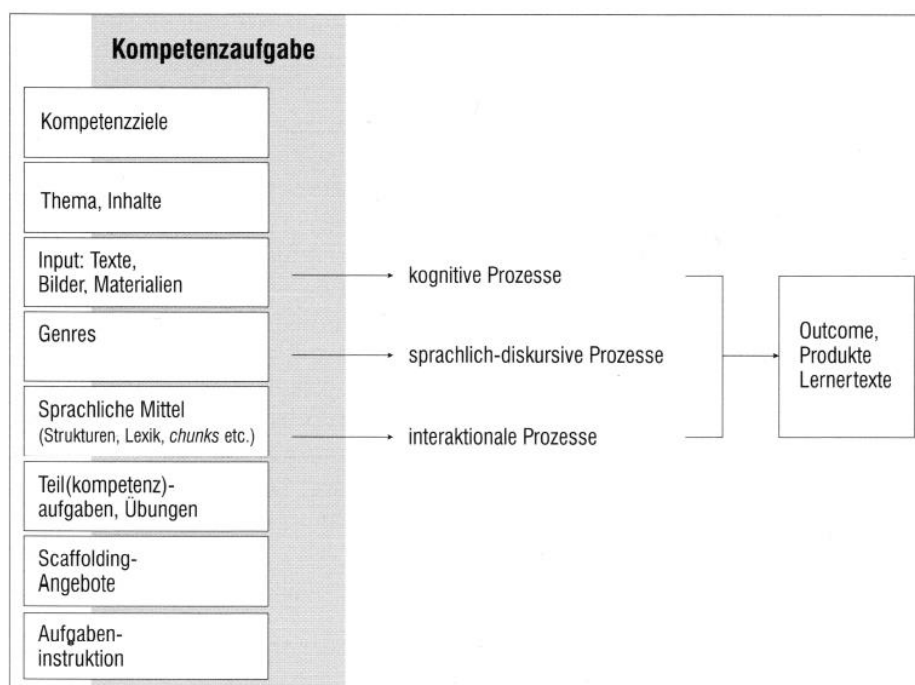 Kompetenzaufgabe
Kompetenzziele
Thema, Inhalte
Input: Texte,
Bilder, Materialien
Genres
Sprachliche Mittel
(Strukturen, Lexik, chunks etc.)
Teil(kompetenz)-
aufgaben, Übungen
Scaffolding-
Angebote
Aufgaben-
instruktion
kognitive Prozesse
sprachlich-diskursive Prozesse
interaktionale Prozesse
Outcome,
Produkte
Lernertexte